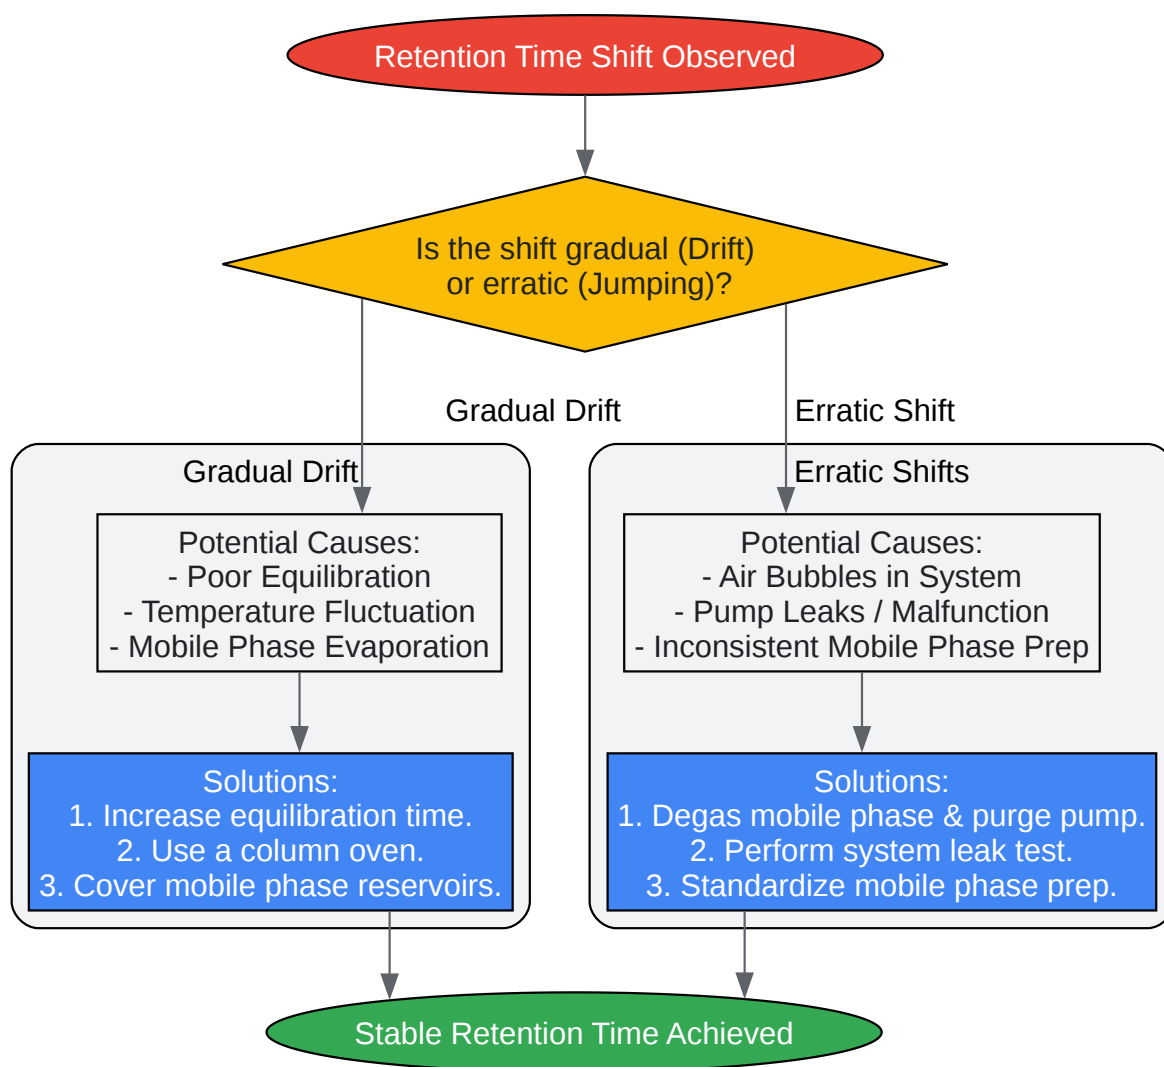 Retention Time Shift Observed
Is the shift gradual (Drift)
or erratic (Jumping)?
Gradual Drift
Erratic Shift
Gradual Drift
Potential Causes:
- Poor Equilibration
- Temperature Fluctuation
- Mobile Phase Evaporation
Solutions:
1. Increase equilibration time.
2. Use a column oven.
3. Cover mobile phase reservoirs.
Erratic Shifts
Potential Causes:
- Air Bubbles in System
- Pump Leaks / Malfunction
- Inconsistent Mobile Phase Prep
Solutions:
1. Degas mobile phase & purge pump.
2. Perform system leak test.
3. Standardize mobile phase prep.
Stable Retention Time Achieved